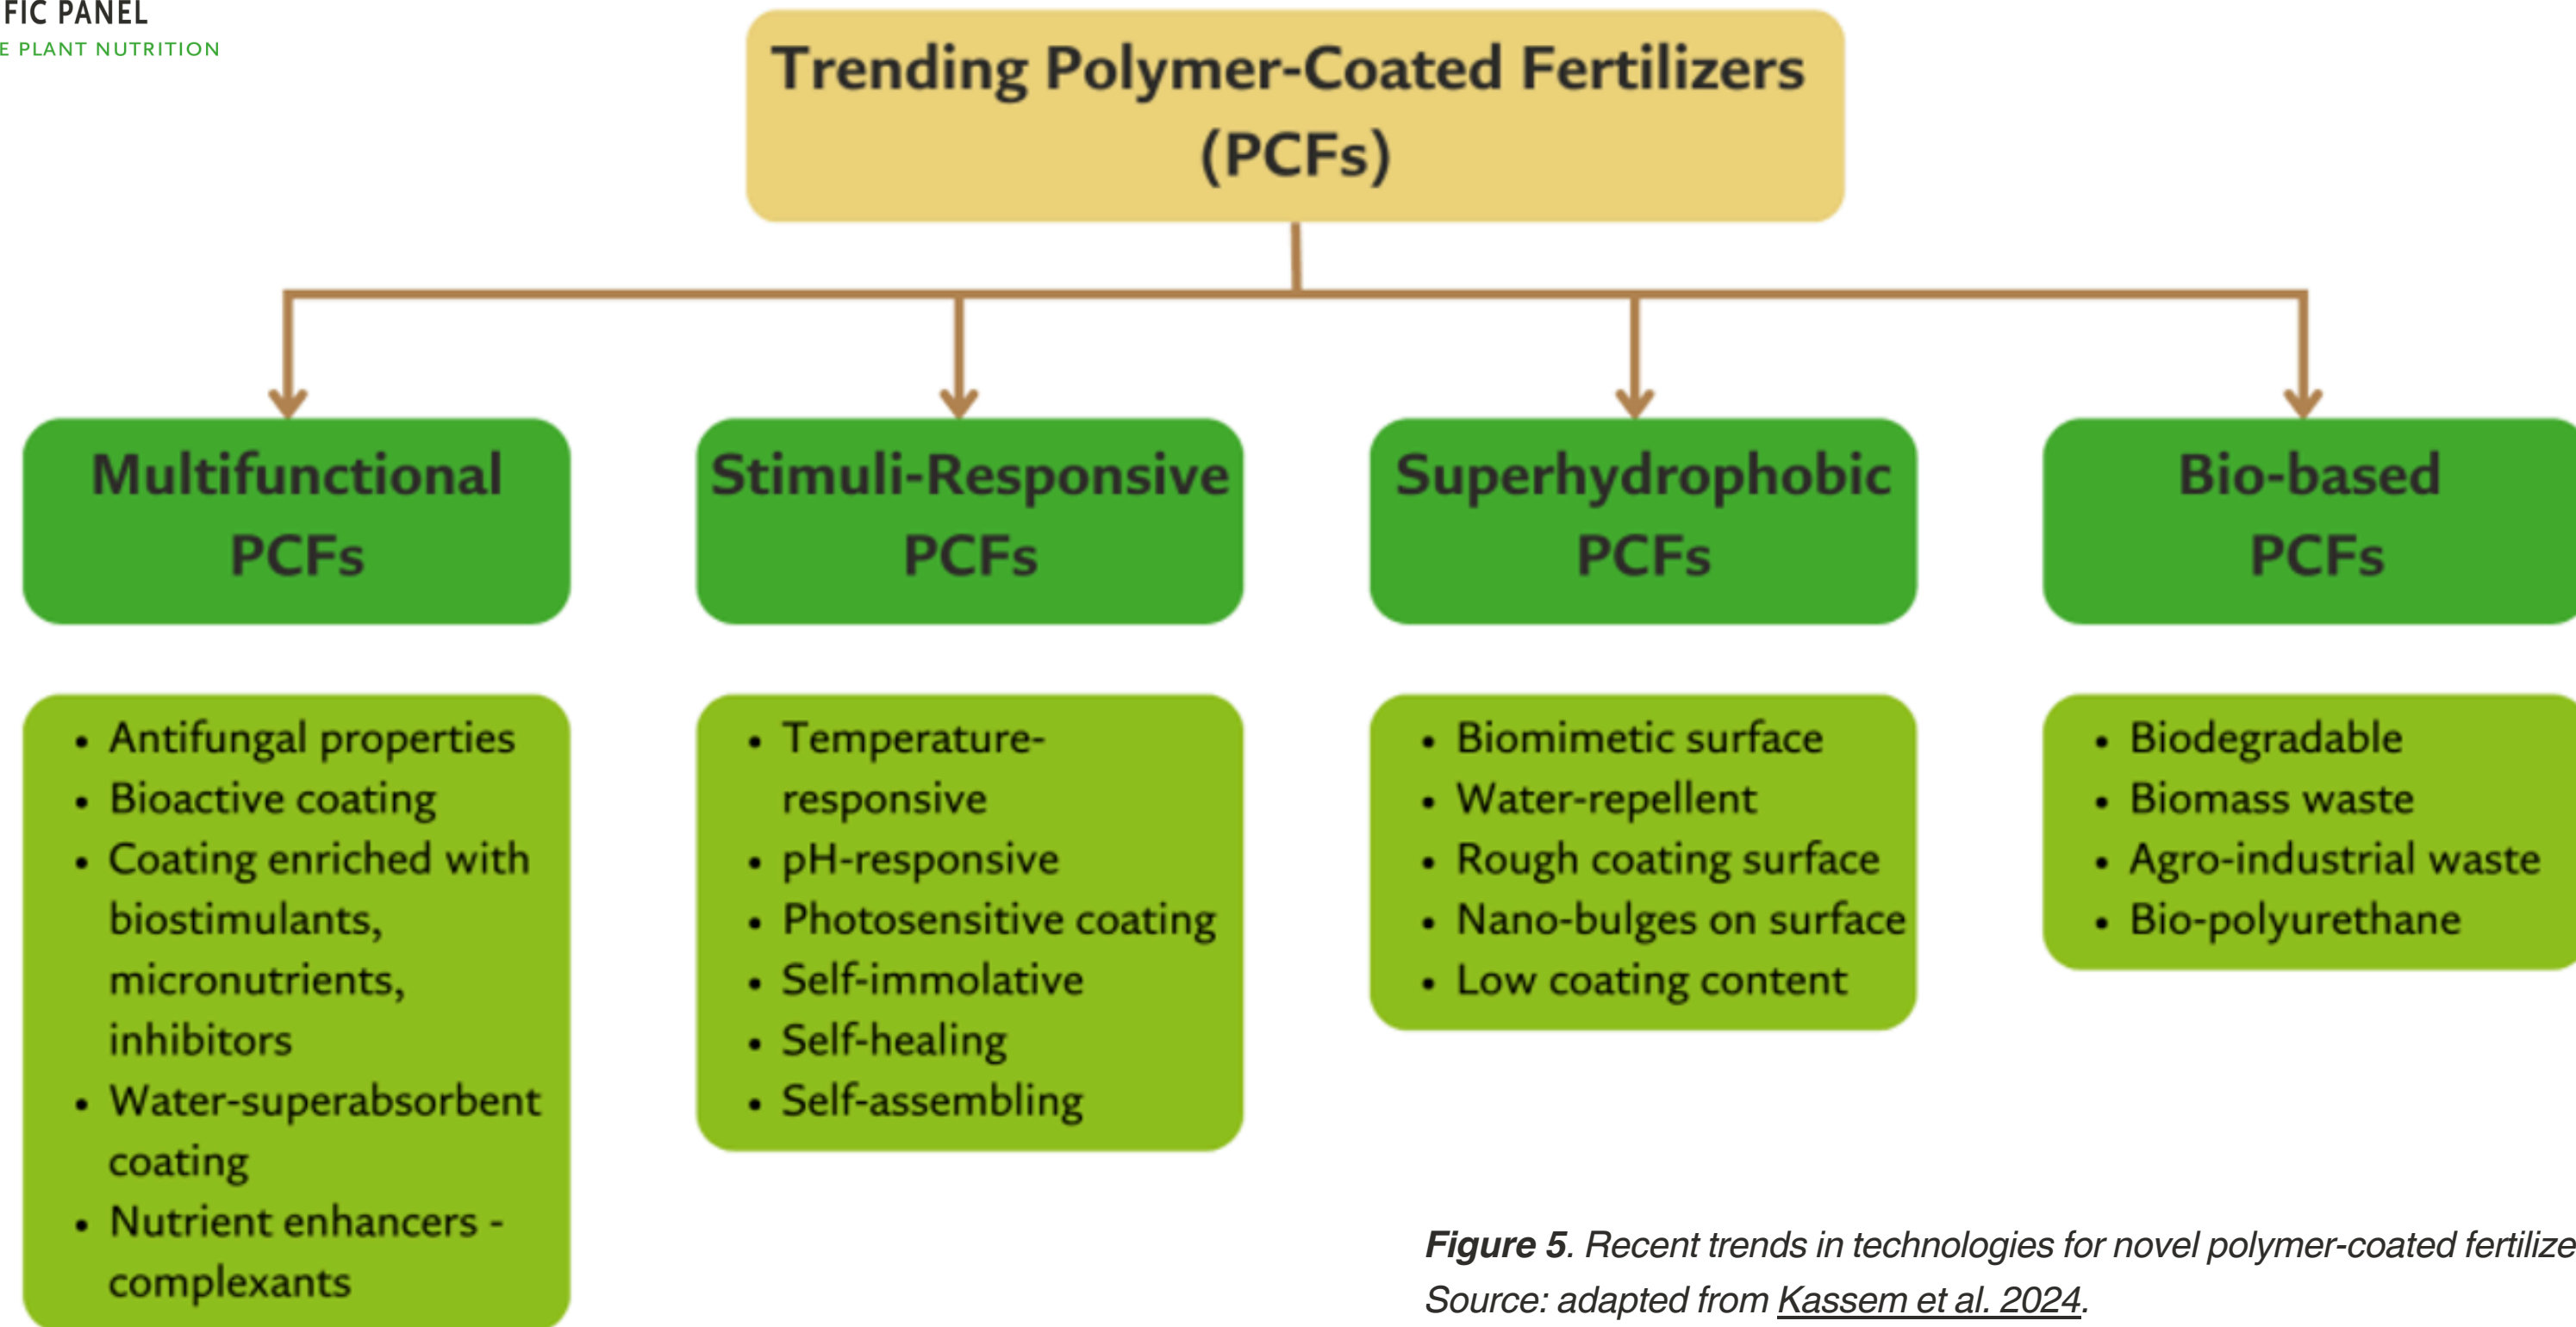 FIC PANEL
E PLANT NUTRITION
Trending Polymer-Coated Fertilizers
(PCFs)
Multifunctional
PCFs
Stimuli-Responsive
PCFs
Superhydrophobic
PCFs
Bio-based
PCFs
• Antifungal properties
• Bioactive coating
• Coating enriched with
biostimulants,
micronutrients,
inhibitors
• Water-superabsorbent
coating
• Nutrient enhancers -
complexants
• Temperature-
responsive
• pH-responsive
• Photosensitive coating
• Self-immolative
• Self-healing
• Self-assembling
• Biomimetic surface
• Water-repellent
• Rough coating surface
• Nano-bulges on surface
• Low coating content
• Biodegradable
• Biomass waste
• Agro-industrial waste
• Bio-polyurethane
Figure 5. Recent trends in technologies for novel polymer-coated fertilize
Source: adapted from Kassem et al. 2024.